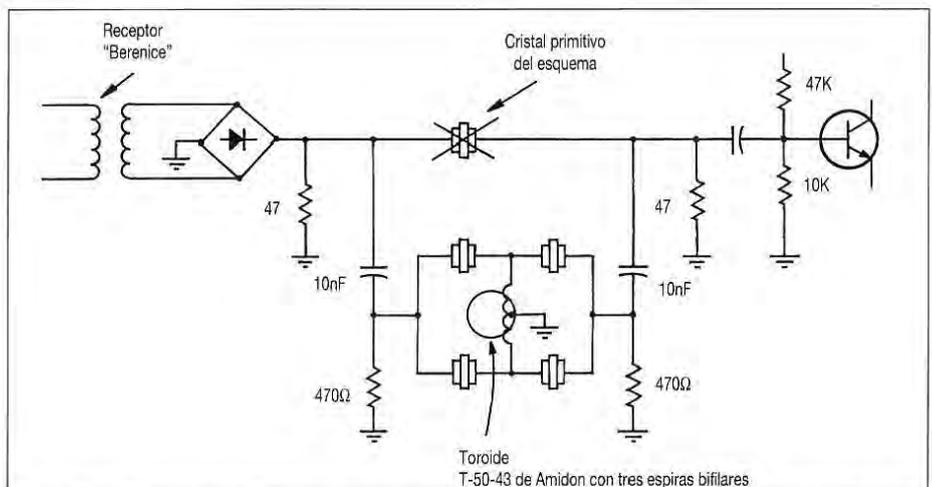 Receptor
"Berenice"
Cristal primitivo
del esquema
47K
47
47
10K
10nF
10nF
470Ω
470Ω
Toroide
T-50-43 de Amidon con tres espiras bifilares